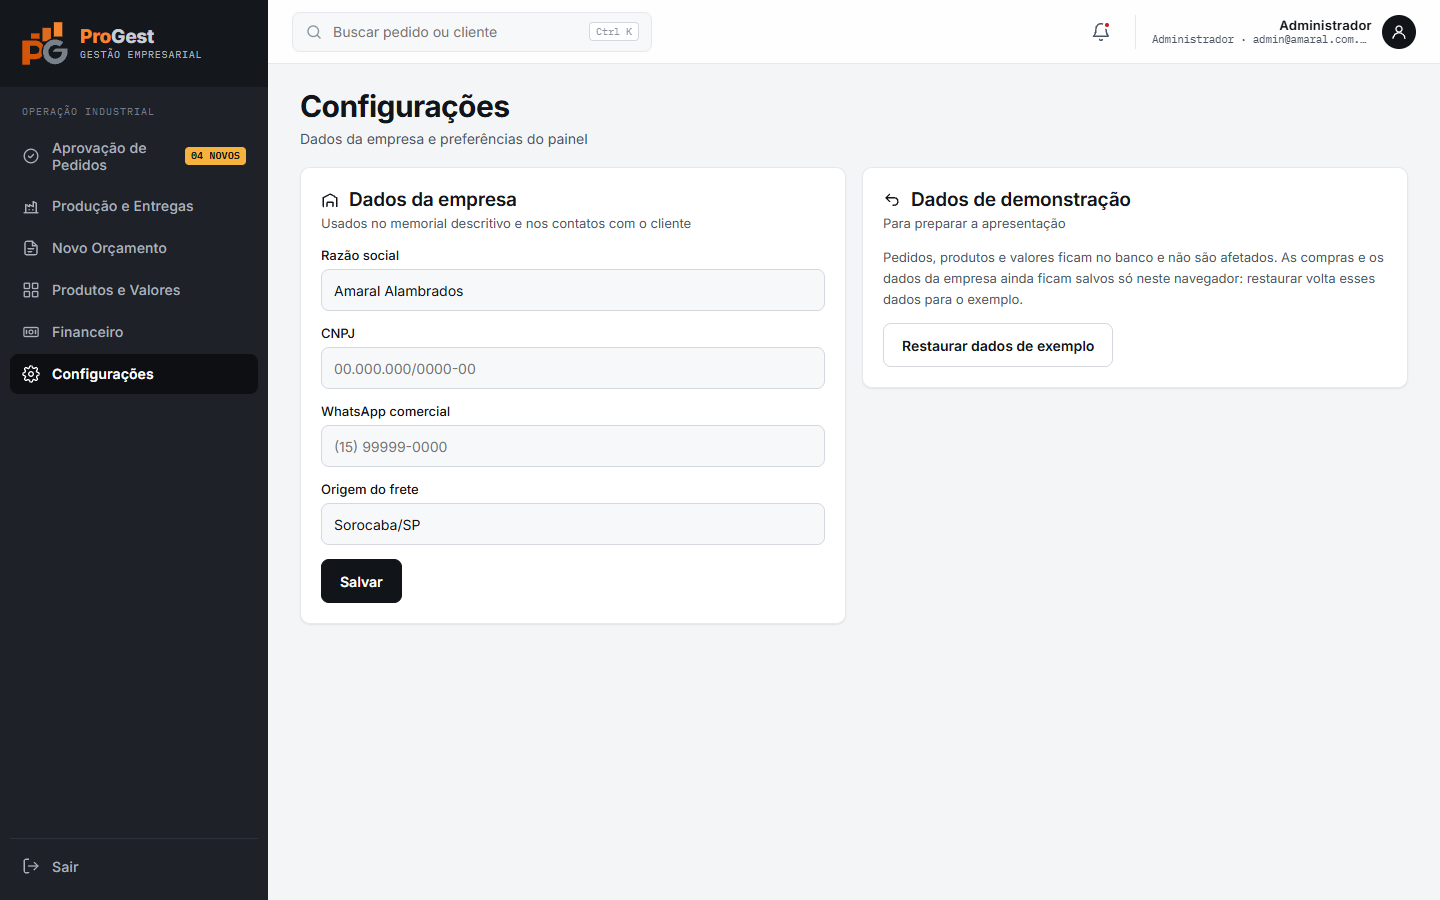 ProGest
GESTÃO EMPRESARIAL
OPERAÇÃO INDUSTRIAL
Aprovação de
Pedidos
04 NOVOS
Produção e Entregas
Novo Orçamento
Produtos e Valores
Financeiro
Configurações
Sair
Buscar pedido ou cliente
Ctrl K
Administrador
Administrador · admin@amaral.com.…
Configurações
Dados da empresa e preferências do painel
Dados da empresa
Usados no memorial descritivo e nos contatos com o cliente
Razão social
Amaral Alambrados
CNPJ
00.000.000/0000-00
WhatsApp comercial
(15) 99999-0000
Origem do frete
Sorocaba/SP
Salvar
Dados de demonstração
Para preparar a apresentação
Pedidos, produtos e valores ficam no banco e não são afetados. As compras e os
dados da empresa ainda ficam salvos só neste navegador: restaurar volta esses
dados para o exemplo.
Restaurar dados de exemplo